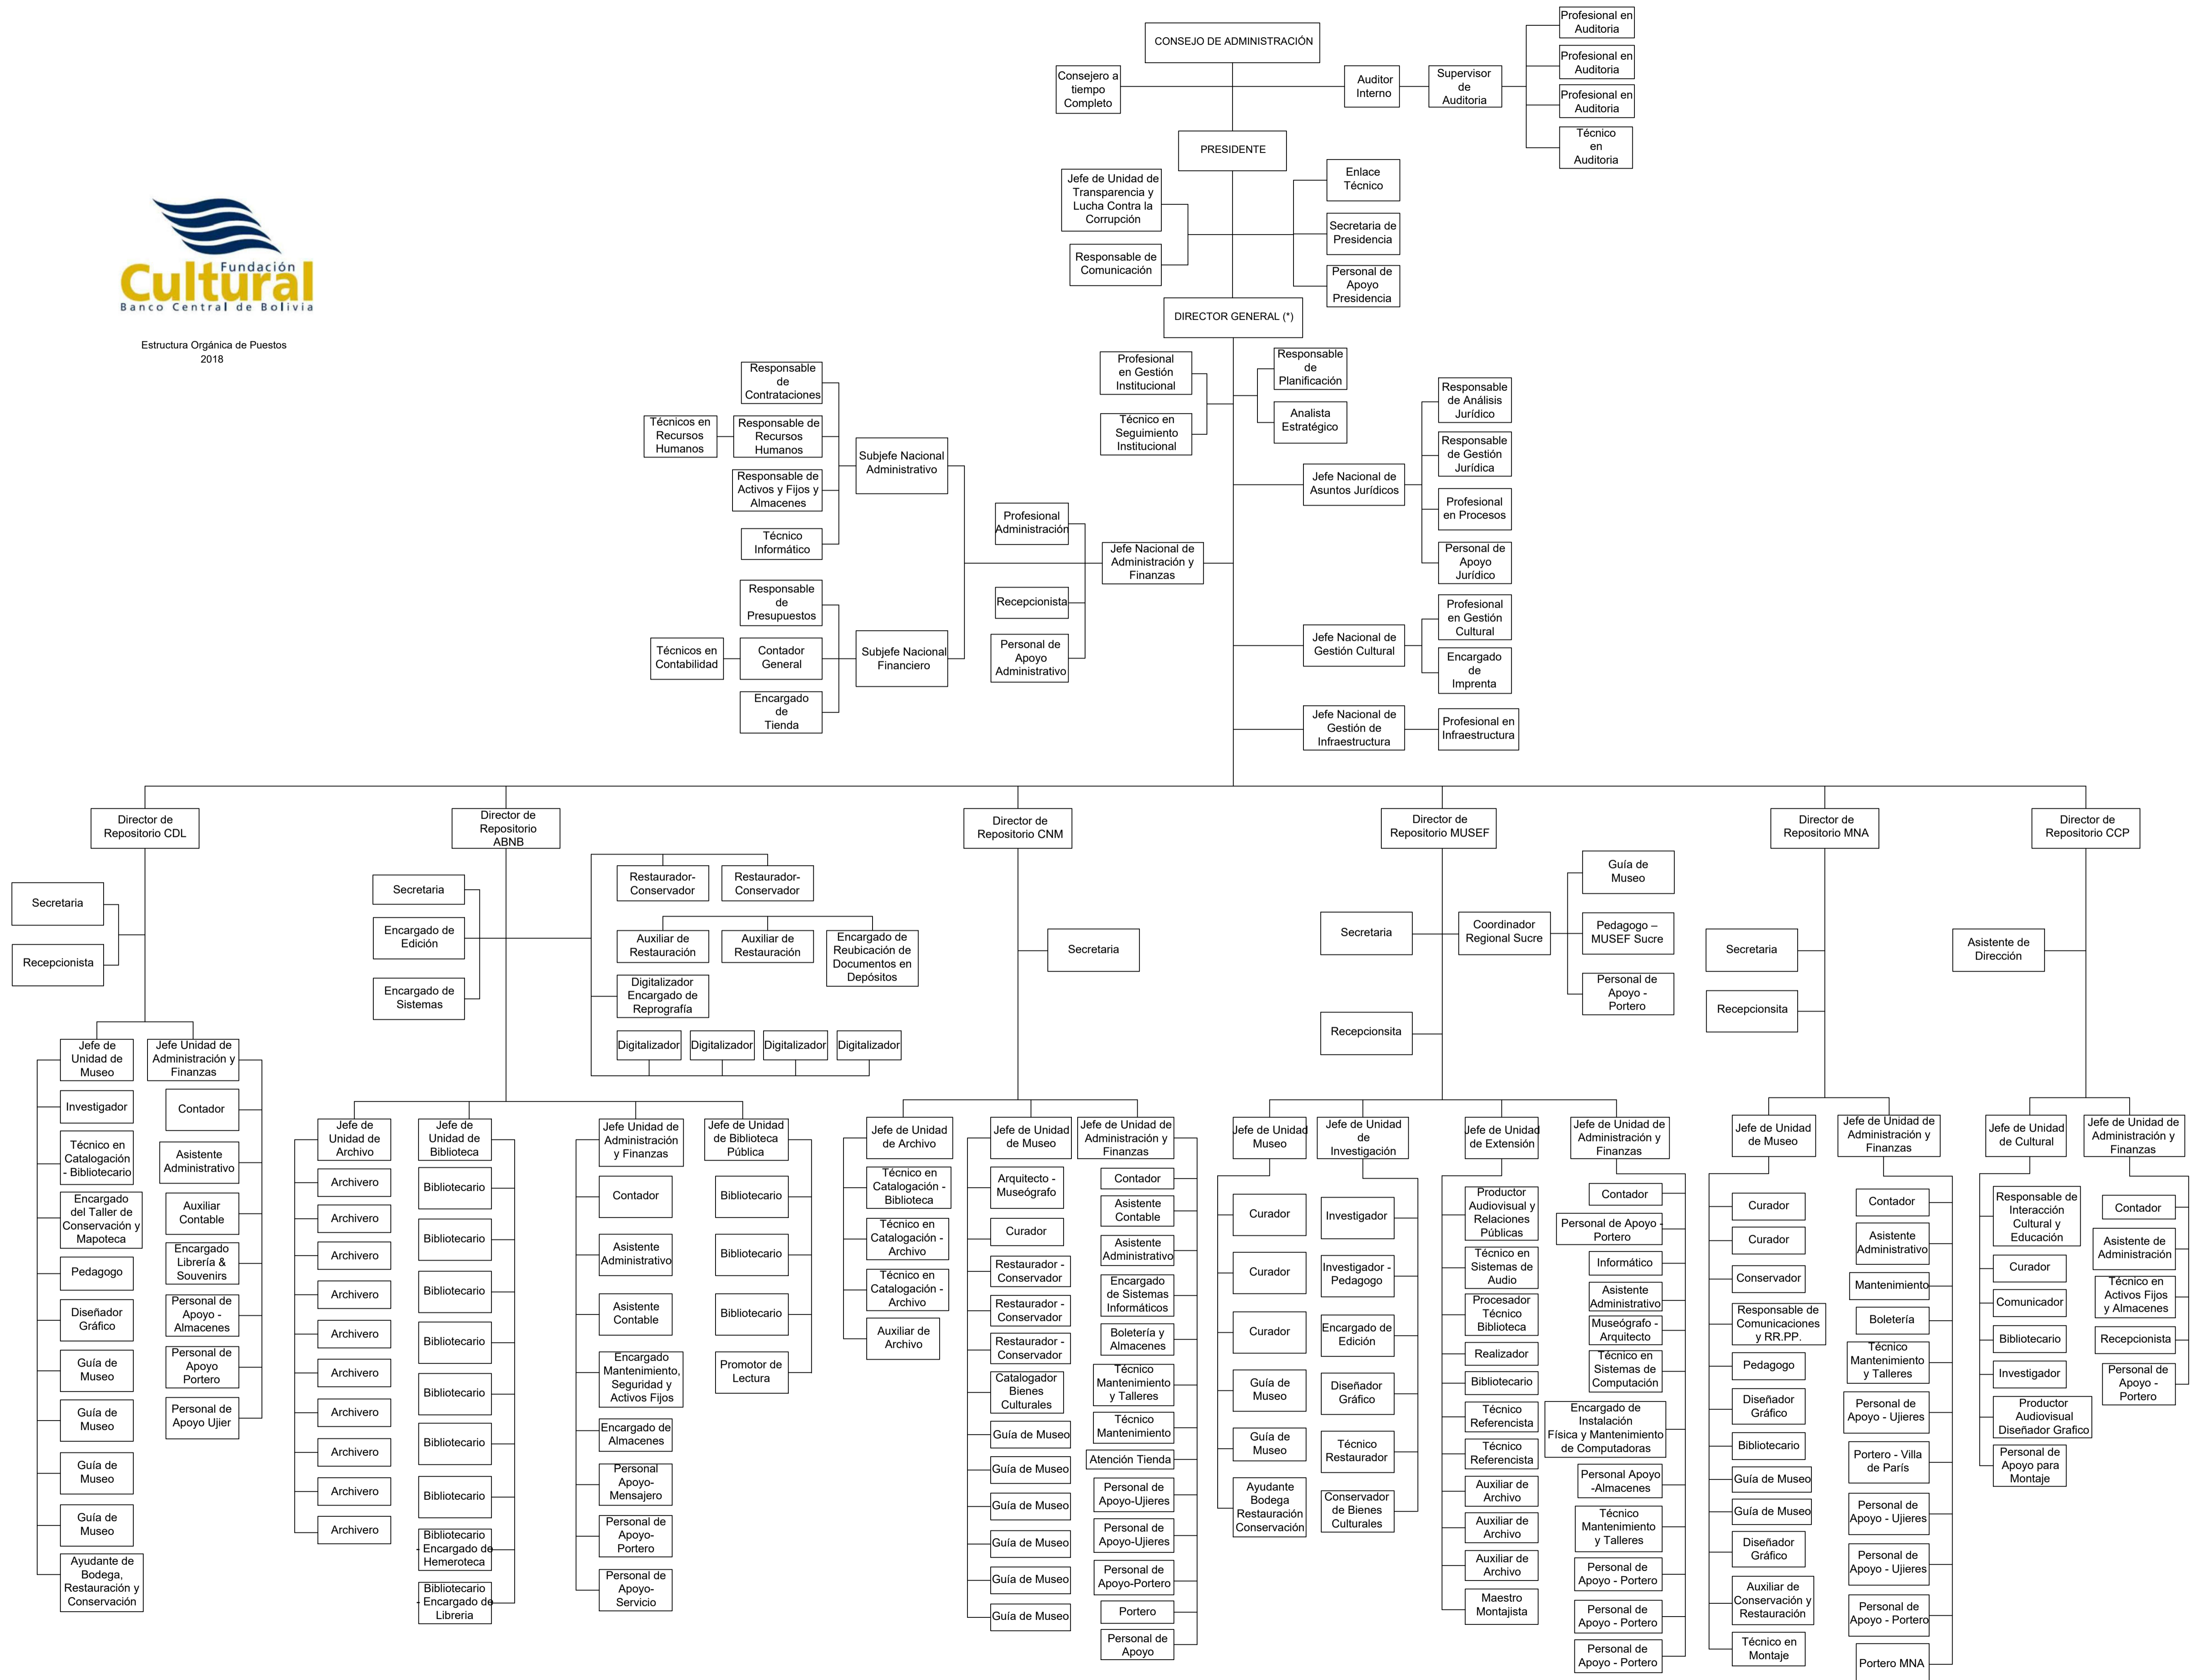 CONSEJO DE ADMINISTRACIÓN
Consejero a
tiempo
Completo
Auditor
Interno
Supervisor
de
Auditoria
Profesional en
Auditoria
Profesional en
Auditoria
Profesional en
Auditoria
Técnico
en
Auditoria
PRESIDENTE
Jefe de Unidad de
Transparencia y
Lucha Contra la
Corrupción
Responsable de
Comunicación
Enlace
Técnico
Secretaria de
Presidencia
Personal de
Apoyo
Presidencia
Fundación
Cultural
Banco Central de Bolivia
Estructura Orgánica de Puestos
2018
DIRECTOR GENERAL (*)
Profesional
en Gestión
Institucional
Técnico en
Seguimiento
Institucional
Responsable
de
Planificación
Analista
Estratégico
Responsable
de
Contrataciones
Técnicos en
Recursos
Humanos
Responsable de
Recursos
Humanos
Responsable de
Activos y Fijos y
Almacenes
Técnico
Informático
Subjefe Nacional
Administrativo
Responsable
de
Presupuestos
Técnicos en
Contabilidad
Contador
General
Encargado
de
Tienda
Subjefe Nacional
Financiero
Profesional
Administración
Recepcionista
Personal de
Apoyo
Administrativo
Jefe Nacional de
Administración y
Finanzas
Jefe Nacional de
Asuntos Jurídicos
Responsable
de Análisis
Jurídico
Responsable
de Gestión
Jurídica
Profesional
en Procesos
Personal de
Apoyo
Jurídico
Jefe Nacional de
Gestión Cultural
Profesional
en Gestión
Cultural
Encargado
de
Imprenta
Jefe Nacional de
Gestión de
Infraestructura
Profesional en
Infraestructura
Director de
Repositorio CDL
Secretaria
Recepcionista
Jefe de
Unidad de
Museo
Investigador
Técnico en
Catalogación
- Bibliotecario
Encargado
del Taller de
Conservación y
Mapoteca
Pedagogo
Diseñador
Gráfico
Guía de
Museo
Guía de
Museo
Guía de
Museo
Guía de
Museo
Ayudante de
Bodega,
Restauración y
Conservación
Jefe Unidad de
Administración y
Finanzas
Contador
Asistente
Administrativo
Auxiliar
Contable
Encargado
Librería &
Souvenirs
Personal de
Apoyo -
Almacenes
Personal de
Apoyo
Portero
Personal de
Apoyo Ujier
Director de
Repositorio
ABNB
Secretaria
Encargado de
Edición
Encargado de
Sistemas
Restaurador-
Conservador
Restaurador-
Conservador
Auxiliar de
Restauración
Auxiliar de
Restauración
Encargado de
Reubicación de
Documentos en
Depósitos
Digitalizador
Encargado de
Reprografía
Digitalizador
Digitalizador
Digitalizador
Digitalizador
Jefe de
Unidad de
Archivo
Archivero
Archivero
Archivero
Archivero
Archivero
Archivero
Archivero
Archivero
Archivero
Archivero
Jefe de
Unidad de
Biblioteca
Bibliotecario
Bibliotecario
Bibliotecario
Bibliotecario
Bibliotecario
Bibliotecario
Bibliotecario
Bibliotecario
- Encargado de
Hemeroteca
Bibliotecario
- Encargado de
Libreria
Jefe Unidad de
Administración
y Finanzas
Contador
Asistente
Administrativo
Asistente
Contable
Encargado
Mantenimiento,
Seguridad y
Activos Fijos
Encargado de
Almacenes
Personal
Apoyo-
Mensajero
Personal de
Apoyo-
Portero
Personal de
Apoyo-
Servicio
Jefe de Unidad
de Biblioteca
Pública
Bibliotecario
Bibliotecario
Bibliotecario
Promotor de
Lectura
Director de
Repositorio CNM
Secretaria
Jefe de Unidad
de Archivo
Técnico en
Catalogación -
Biblioteca
Técnico en
Catalogación -
Archivo
Técnico en
Catalogación -
Archivo
Auxiliar de
Archivo
Jefe de Unidad
de Museo
Arquitecto -
Museógrafo
Curador
Restaurador -
Conservador
Restaurador -
Conservador
Restaurador -
Conservador
Catalogador
Bienes
Culturales
Guía de Museo
Guía de Museo
Guía de Museo
Guía de Museo
Guía de Museo
Guía de Museo
Jefe de Unidad de
Administración y
Finanzas
Contador
Asistente
Contable
Asistente
Administrativo
Encargado
de Sistemas
Informáticos
Boletería y
Almacenes
Técnico
Mantenimiento
y Talleres
Técnico
Mantenimiento
Atención Tienda
Personal de
Apoyo-Ujieres
Personal de
Apoyo-Ujieres
Personal de
Apoyo-Portero
Portero
Personal de
Apoyo
Director de
Repositorio MUSEF
Secretaria
Coordinador
Regional Sucre
Guía de
Museo
Pedagogo –
MUSEF Sucre
Personal de
Apoyo -
Portero
Recepcionsita
Jefe de Unidad
Museo
Curador
Curador
Curador
Guía de
Museo
Guía de
Museo
Ayudante
Bodega
Restauración
Conservación
Jefe de Unidad
de
Investigación
Investigador
Investigador -
Pedagogo
Encargado de
Edición
Diseñador
Gráfico
Técnico
Restaurador
Conservador
de Bienes
Culturales
Jefe de Unidad
de Extensión
Productor
Audiovisual y
Relaciones
Públicas
Técnico en
Sistemas de
Audio
Procesador
Técnico
Biblioteca
Realizador
Bibliotecario
Técnico
Referencista
Técnico
Referencista
Auxiliar de
Archivo
Auxiliar de
Archivo
Auxiliar de
Archivo
Maestro
Montajista
Jefe de Unidad de
Administración y
Finanzas
Contador
Personal de Apoyo -
Portero
Informático
Asistente
Administrativo
Museógrafo -
Arquitecto
Técnico en
Sistemas de
Computación
Encargado de
Instalación
Física y Mantenimiento
de Computadoras
Personal Apoyo
-Almacenes
Técnico
Mantenimiento
y Talleres
Personal de
Apoyo - Portero
Personal de
Apoyo - Portero
Personal de
Apoyo - Portero
Director de
Repositorio MNA
Secretaria
Recepcionsita
Jefe de Unidad
de Museo
Curador
Curador
Conservador
Responsable de
Comunicaciones
y RR.PP.
Pedagogo
Diseñador
Gráfico
Bibliotecario
Guía de Museo
Guía de Museo
Diseñador
Gráfico
Auxiliar de
Conservación y
Restauración
Técnico en
Montaje
Jefe de Unidad de
Administración y
Finanzas
Contador
Asistente
Administrativo
Mantenimiento
Boletería
Técnico
Mantenimiento
y Talleres
Personal de
Apoyo - Ujieres
Portero - Villa
de París
Personal de
Apoyo - Ujieres
Personal de
Apoyo - Ujieres
Personal de
Apoyo - Portero
Portero MNA
Director de
Repositorio CCP
Asistente de
Dirección
Jefe de Unidad
de Cultural
Responsable de
Interacción
Cultural y
Educación
Curador
Comunicador
Bibliotecario
Investigador
Productor
Audiovisual
Diseñador Grafico
Personal de
Apoyo para
Montaje
Jefe de Unidad de
Administración y
Finanzas
Contador
Asistente de
Administración
Técnico en
Activos Fijos
y Almacenes
Recepcionista
Personal de
Apoyo -
Portero